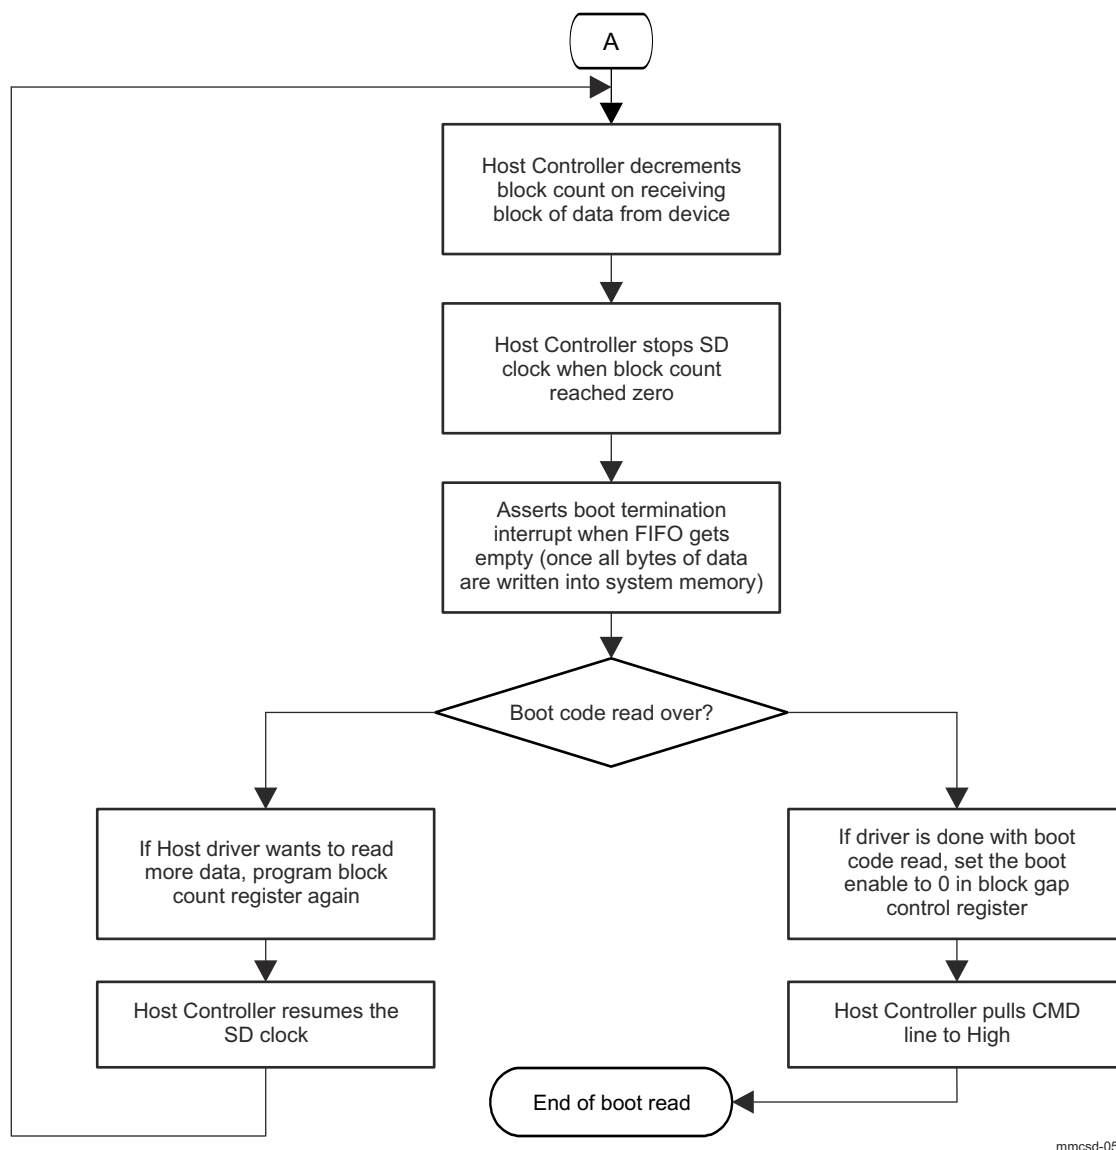 A
Host Controller decrements
block count on receiving
block of data from device
Host Controller stops SD
clock when block count
reached zero
Asserts boot termination
interrupt when FIFO gets
empty (once all bytes of data
are written into system memory)
Boot code read over?
If Host driver wants to read
more data, program block
count register again
If driver is done with boot
code read, set the boot
enable to 0 in block gap
control register
Host Controller resumes the
SD clock
Host Controller pulls CMD
line to High
End of boot read
mmcsd-05